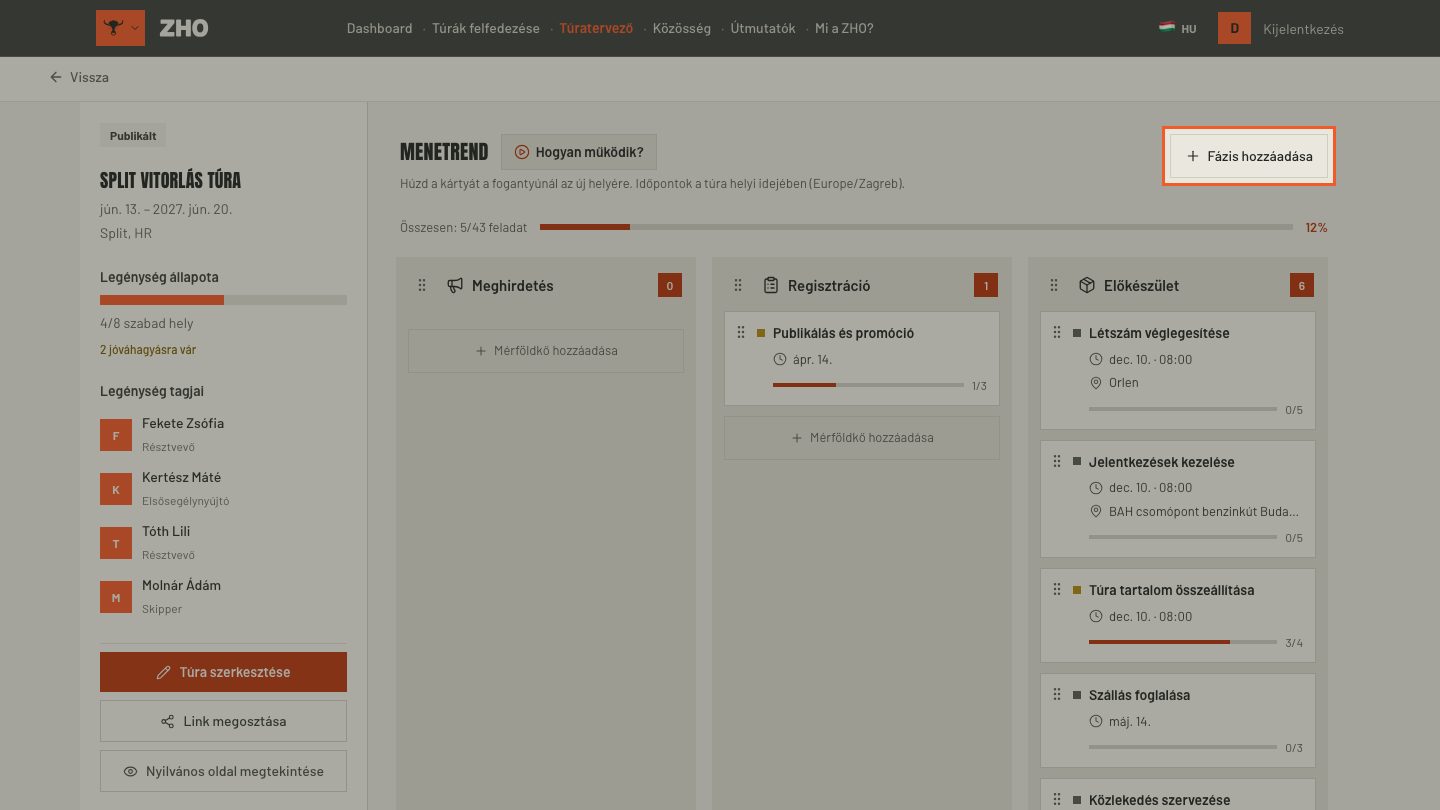 ZHO
Dashboard · Túrák felfedezése · Túratervező · Közösség · Útmutatók · Mi a ZHO?
HU
D
Kijelentkezés
Vissza
Publikált
SPLIT VITORLÁS TÚRA
jún. 13. – 2027. jún. 20.
Split, HR
Legénység állapota
4/8 szabad hely
2 jóváhagyásra vár
Legénység tagjai
F
Fekete Zsófia
Résztvevő
K
Kertész Máté
Elsősegélynyújtó
T
Tóth Lili
Résztvevő
M
Molnár Ádám
Skipper
Túra szerkesztése
Link megosztása
Nyilvános oldal megtekintése
MENETREND
Hogyan működik?
Fázis hozzáadása
Húzd a kártyát a fogantyúnál az új helyére. Időpontok a túra helyi idejében (Europe/Zagreb).
Összesen: 5/43 feladat
12%
Meghirdetés
0
Mérföldkő hozzáadása
Regisztráció
1
Publikálás és promóció
ápr. 14.
1/3
Mérföldkő hozzáadása
Előkészület
6
Létszám véglegesítése
dec. 10. · 08:00
Orlen
0/5
Jelentkezések kezelése
dec. 10. · 08:00
BAH csomópont benzinkút Buda...
0/5
Túra tartalom összeállítása
dec. 10. · 08:00
3/4
Szállás foglalása
máj. 14.
0/3
Közlekedés szervezése